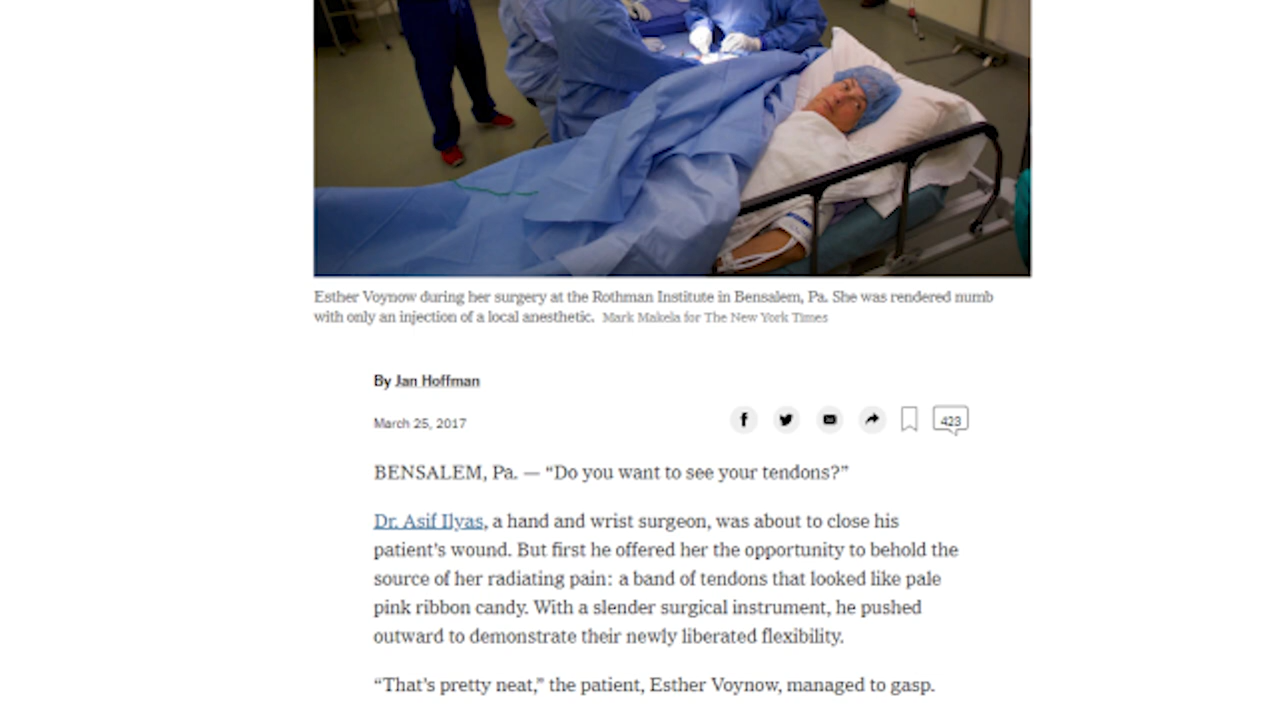 Esther Voynow during her surgery at the Rothman Institute in Bensalem, Pa. She was rendered numb
with only an injection of a local anesthetic. Mark Makela for The New York Times
By Jan Hoffman
March 25, 2017
423
BENSALEM, Pa. — “Do you want to see your tendons?”
Dr. Asif Ilyas, a hand and wrist surgeon, was about to close his
patient’s wound. But first he offered her the opportunity to behold the
source of her radiating pain: a band of tendons that looked like pale
pink ribbon candy. With a slender surgical instrument, he pushed
outward to demonstrate their newly liberated flexibility.
“That’s pretty neat,” the patient, Esther Voynow, managed to gasp.